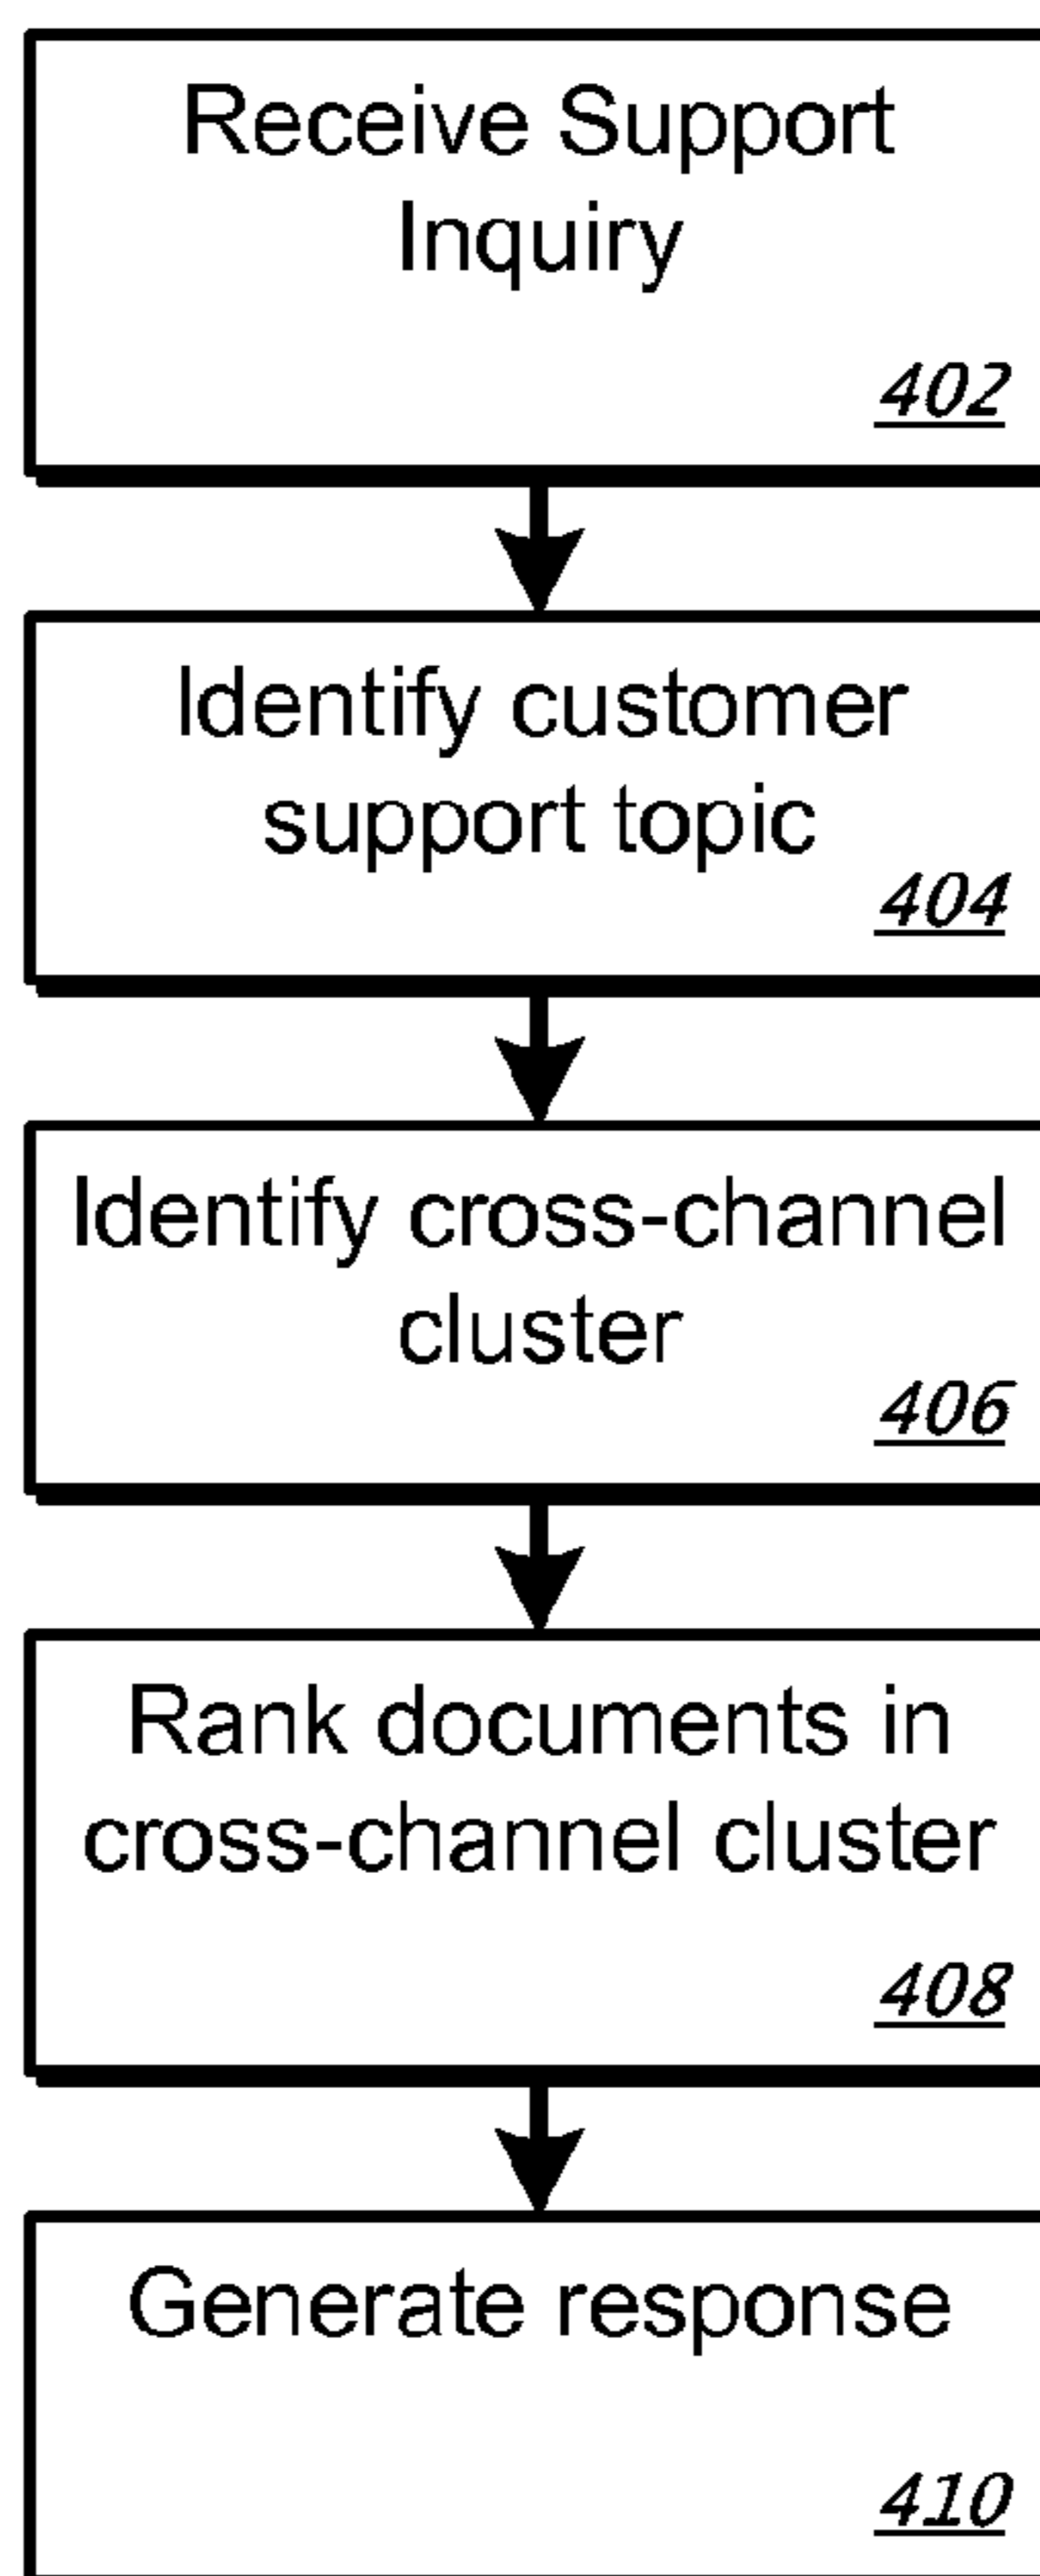 Receive Support
Inquiry
402
Identify customer
support topic
404
Identify cross-channel
cluster
406
Rank documents in
cross-channel cluster
408
Generate response
410